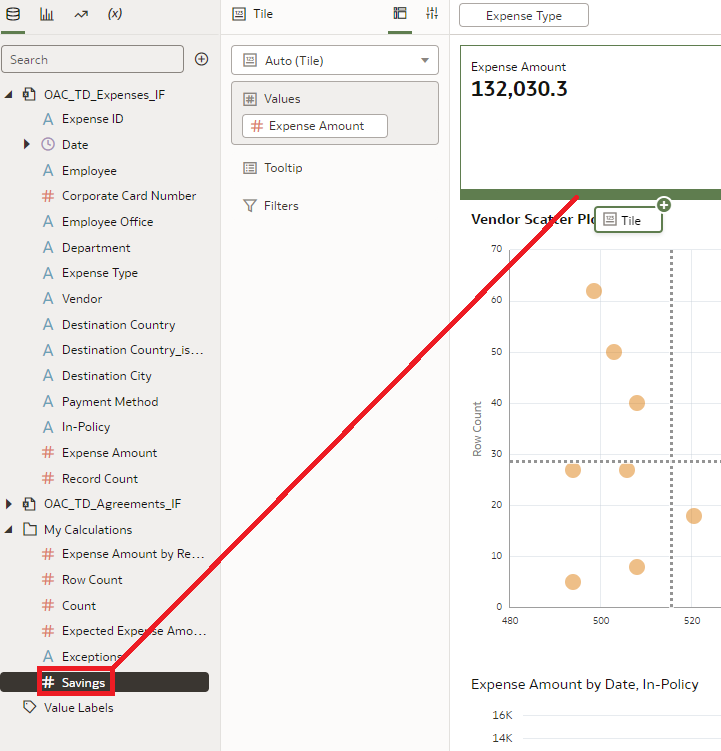 (x)
Search
OAC_TD_Expenses_IF
Expense ID
Date
Employee
Corporate Card Number
Employee Office
Department
Expense Type
Vendor
Destination Country
Destination Country_is...
Destination City
Payment Method
In-Policy
Expense Amount
Record Count
OAC_TD_Agreements_IF
My Calculations
Expense Amount by Re...
Row Count
Count
Expected Expense Amo...
Exceptions
Savings
Value Labels
Tile
Auto (Tile)
Values
Expense Amount
Tooltip
Filters
Expense Type
Expense Amount
132,030.3
Tile
Vendor Scatter Plo
70
60
50
40
30
20
10
0
Row Count
480
500
520
Expense Amount by Date, In-Policy
16K
14K